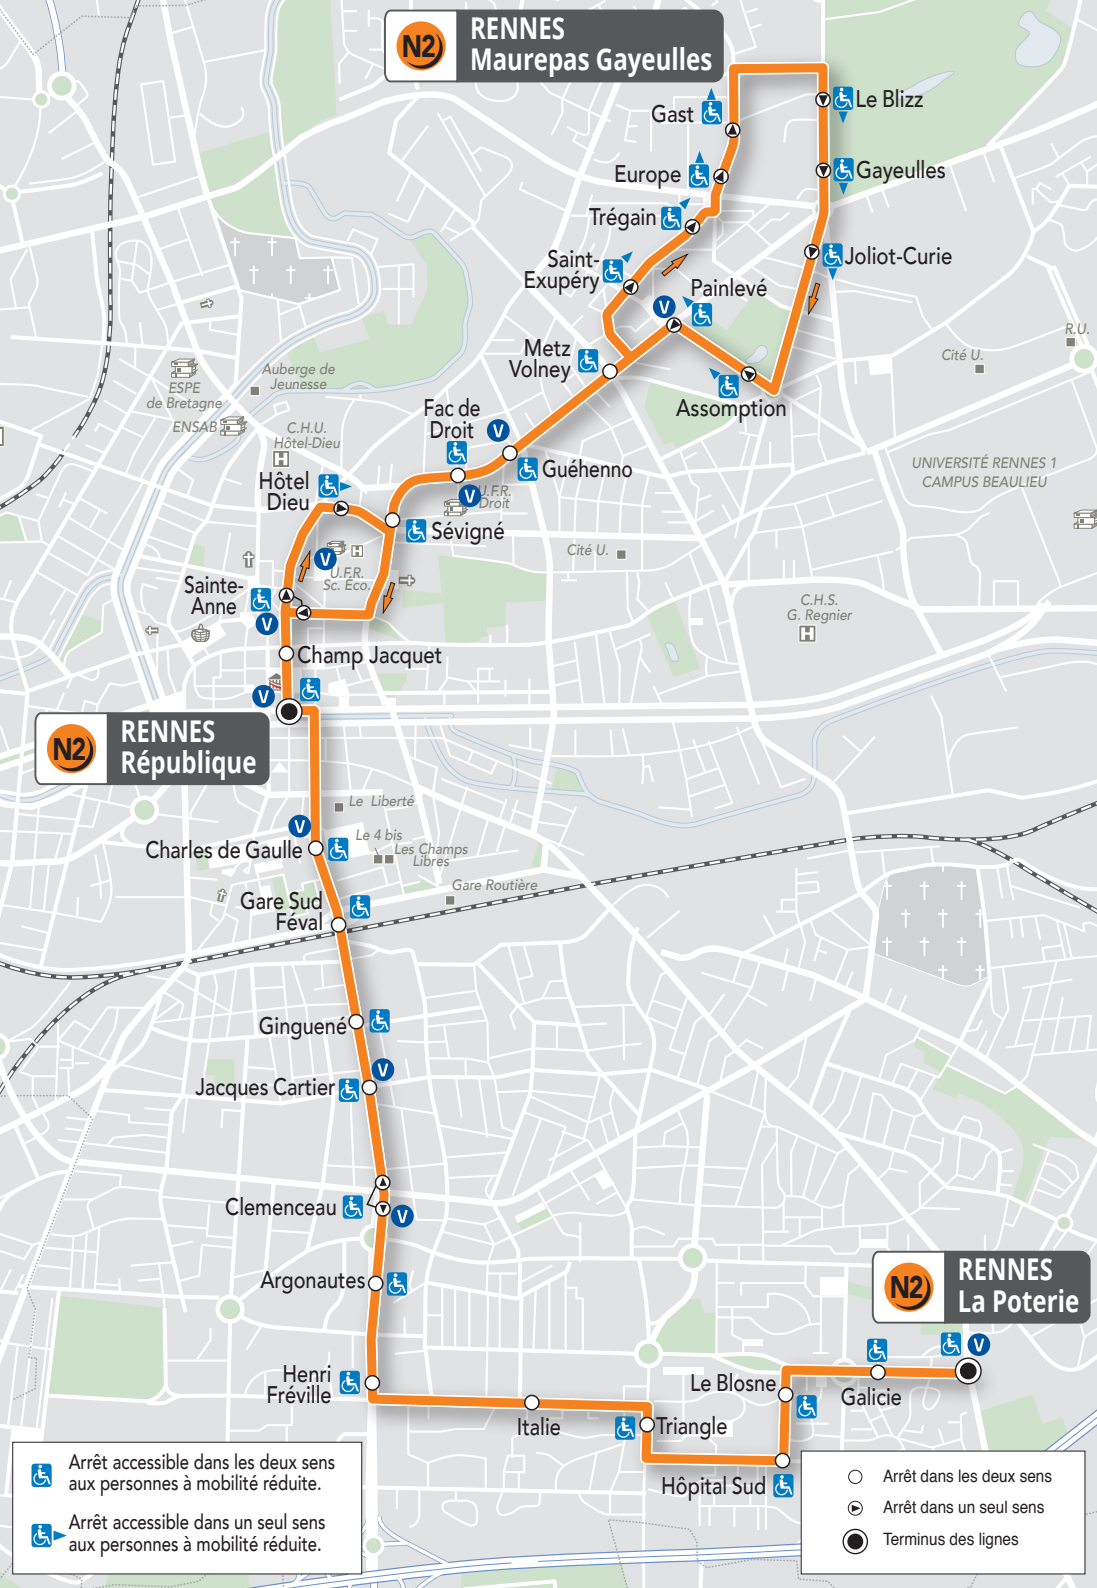 N2
RENNES
Maurepas Gayeulles
Gast
Le Blizz
Europe
Gayeulles
Trégain
Saint-
Exupéry
Joliot-Curie
Painlevé
V
Metz
Volney
R.U.
Cité U.
Auberge de
Jeunesse
ESPE
de Bretagne
ENSAB
Assomption
Fac de
Droit
V
C.H.U.
Hôtel-Dieu
H
Guéhenno
UNIVERSITÉ RENNES 1
CAMPUS BEAULIEU
Hôtel
Dieu
V
U.F.R.
Droit
Sévigné
Cité U.
V
H
U.F.R.
Sc. Éco.
Sainte-
Anne
V
C.H.S.
G. Regnier
H
Champ Jacquet
V
N2
RENNES
République
Le Liberté
V
Charles de Gaulle
Le 4 bis
Les Champs
Libres
Gare Routière
Gare Sud
Féval
Ginguené
V
Jacques Cartier
Clemenceau
V
Argonautes
N2
RENNES
La Poterie
V
Henri
Fréville
Le Blosne
Galicie
Italie
Triangle
Hôpital Sud
Arrêt accessible dans les deux sens
aux personnes à mobilité réduite.
Arrêt accessible dans un seul sens
aux personnes à mobilité réduite.
Arrêt dans les deux sens
Arrêt dans un seul sens
Terminus des lignes